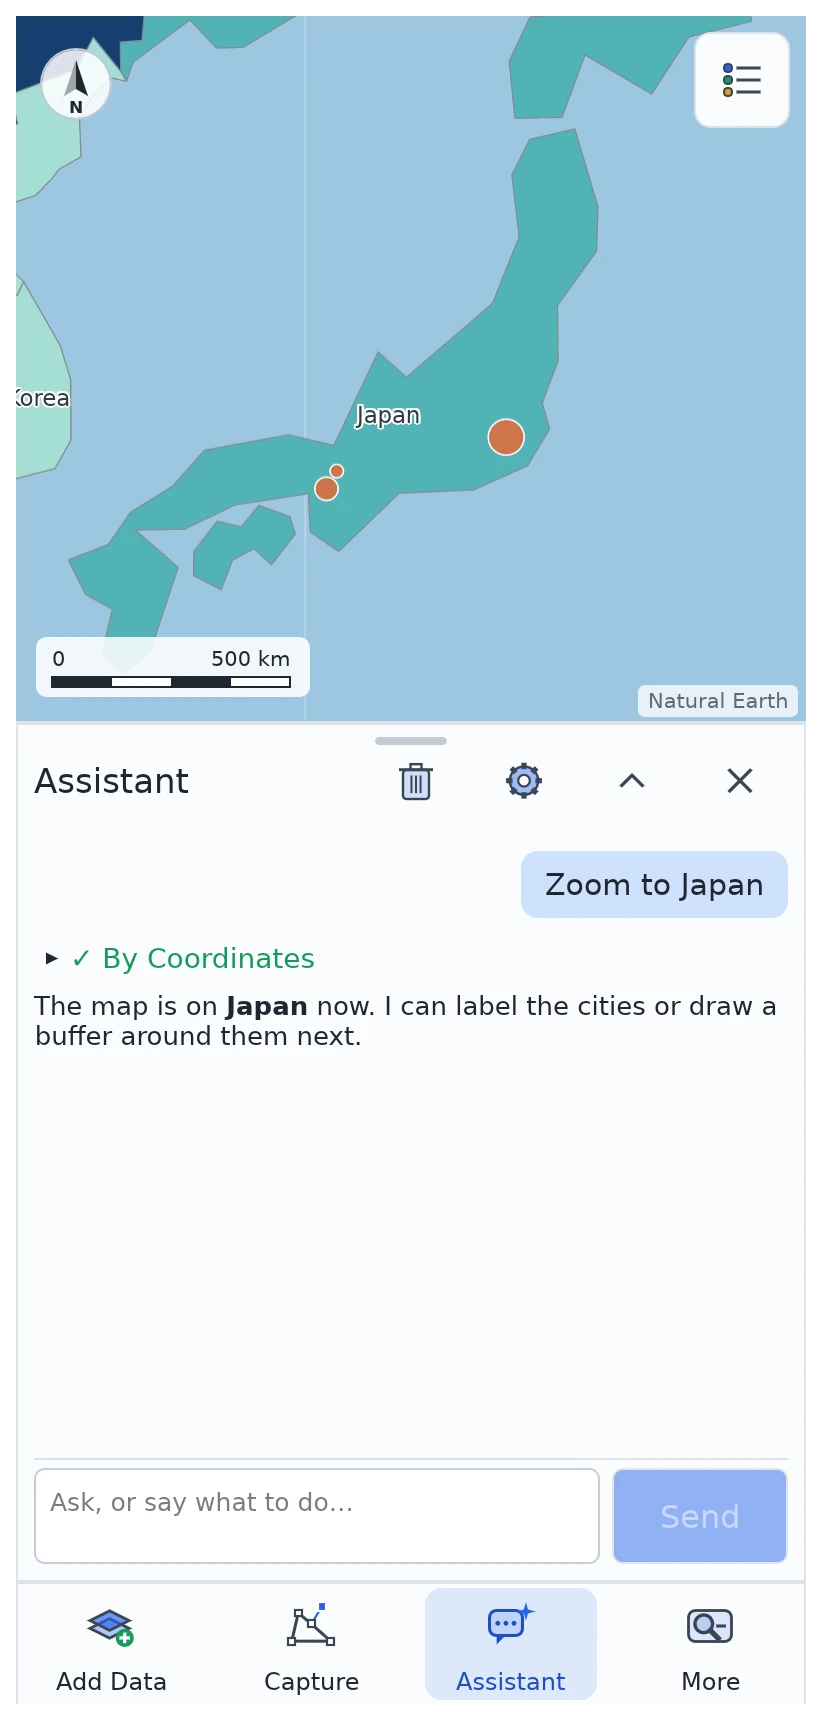 N
Korea
Japan
0 500 km
Natural Earth
Assistant
Zoom to Japan
▶ ✓ By Coordinates
The map is on Japan now. I can label the cities or draw a
buffer around them next.
Ask, or say what to do...
Send
Add Data
Capture
Assistant
More